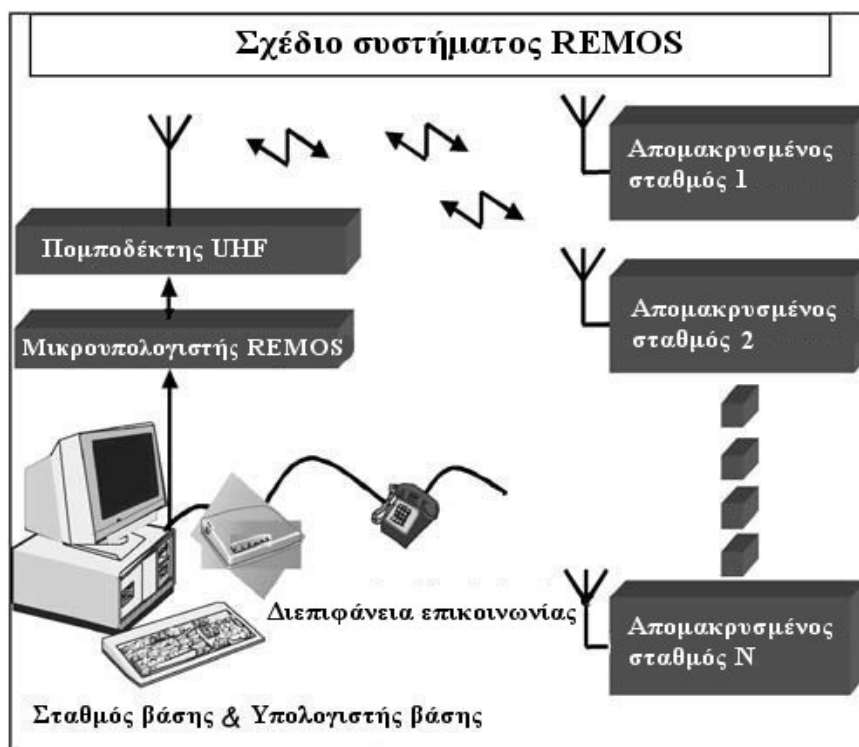 Σχέδιο συστήματος REMOS
Πομποδέκτης UHF
Μικρουπολογιστής REMOS
Διεπιφάνεια επικοινωνίας
Σταθμός βάσης & Υπολογιστής βάσης
Απομακρυσμένος
σταθμός 1
Απομακρυσμένος
σταθμός 2
Απομακρυσμένος
σταθμός N